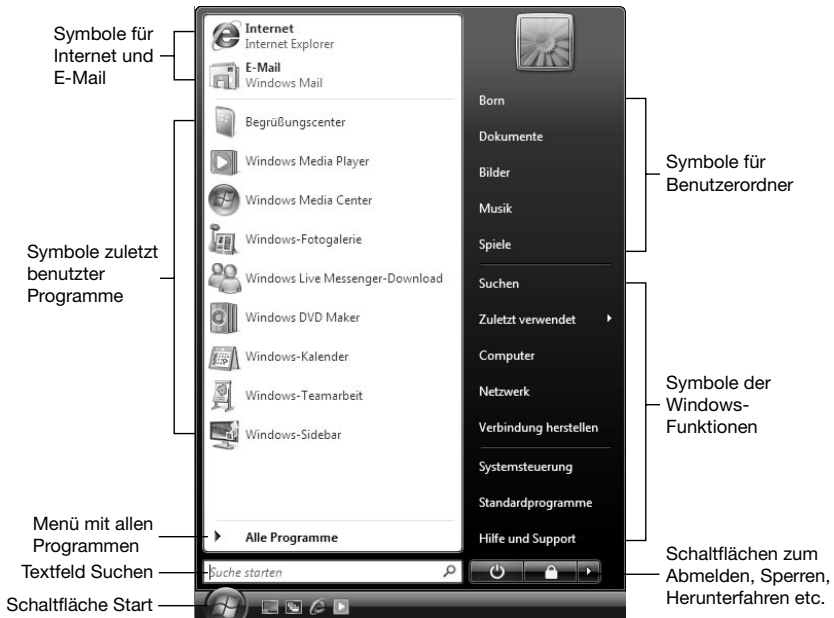 Symbole für
Internet und
E-Mail
Symbole zuletzt
benutzter
Programme
Menü mit allen
Programmen
Textfeld Suchen
Schaltfläche Start
Internet
Internet Explorer
E-Mail
Windows Mail
Begrüßungscenter
Windows Media Player
Windows Media Center
Windows-Fotogalerie
Windows Live Messenger-Download
Windows DVD Maker
Windows-Kalender
Windows-Teamarbeit
Windows-Sidebar
Alle Programme
Suche starten
Born
Dokumente
Bilder
Musik
Spiele
Suchen
Zuletzt verwendet
Computer
Netzwerk
Verbindung herstellen
Systemsteuerung
Standardprogramme
Hilfe und Support
Symbole für
Benutzerordner
Symbole der
Windows-
Funktionen
Schaltflächen zum
Abmelden, Sperren,
Herunterfahren etc.